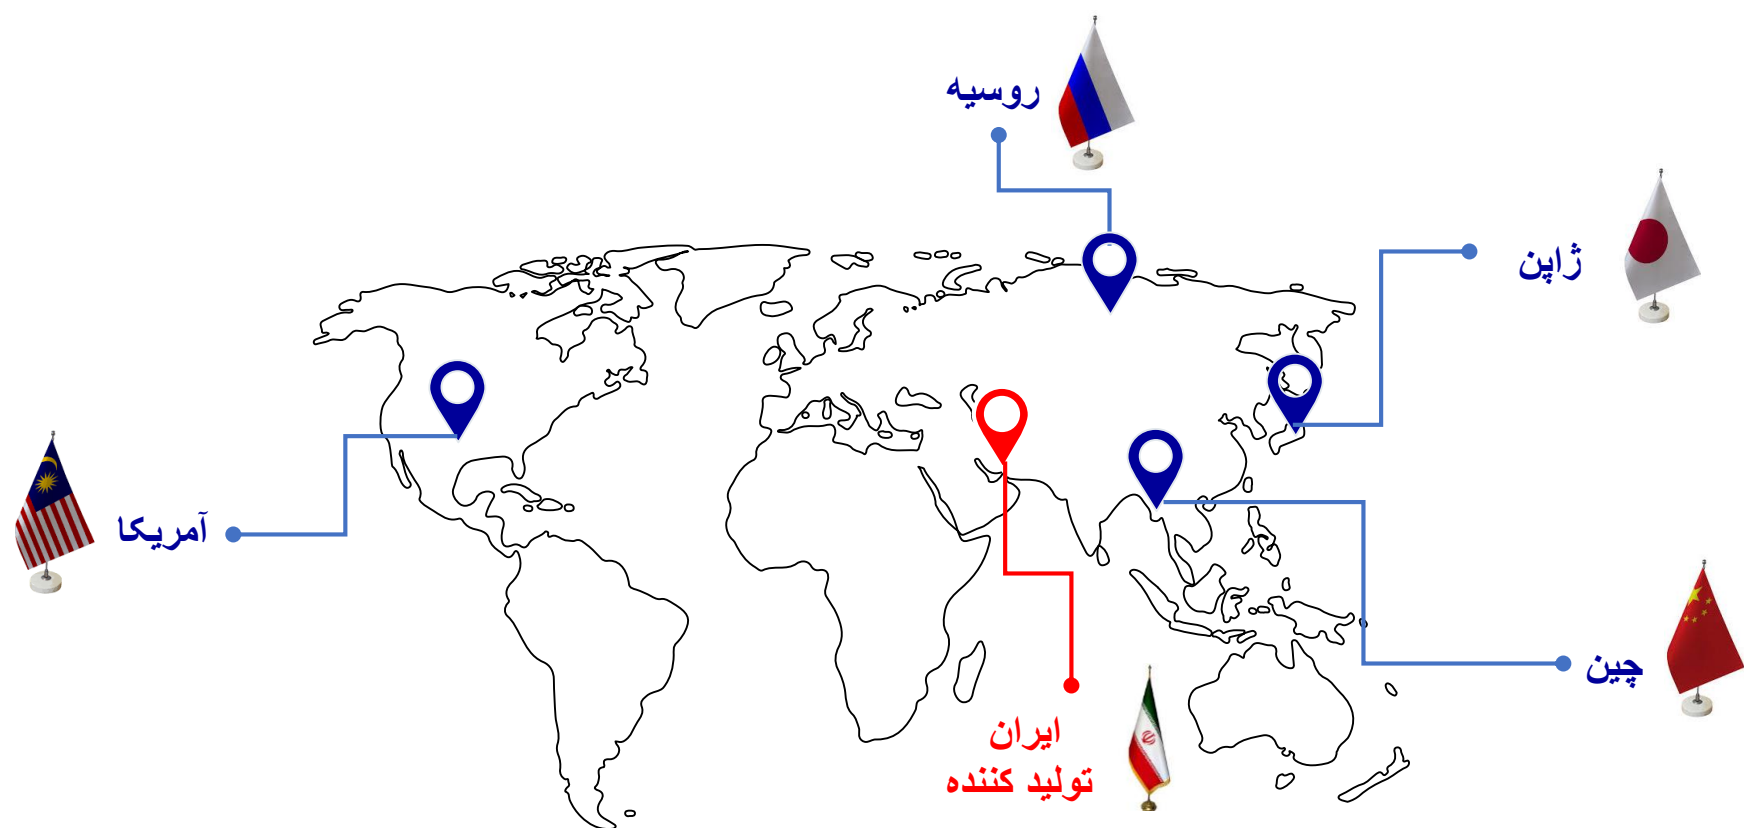 روسیه
ژاپن
آمریکا
چین
ایران
تولید کننده